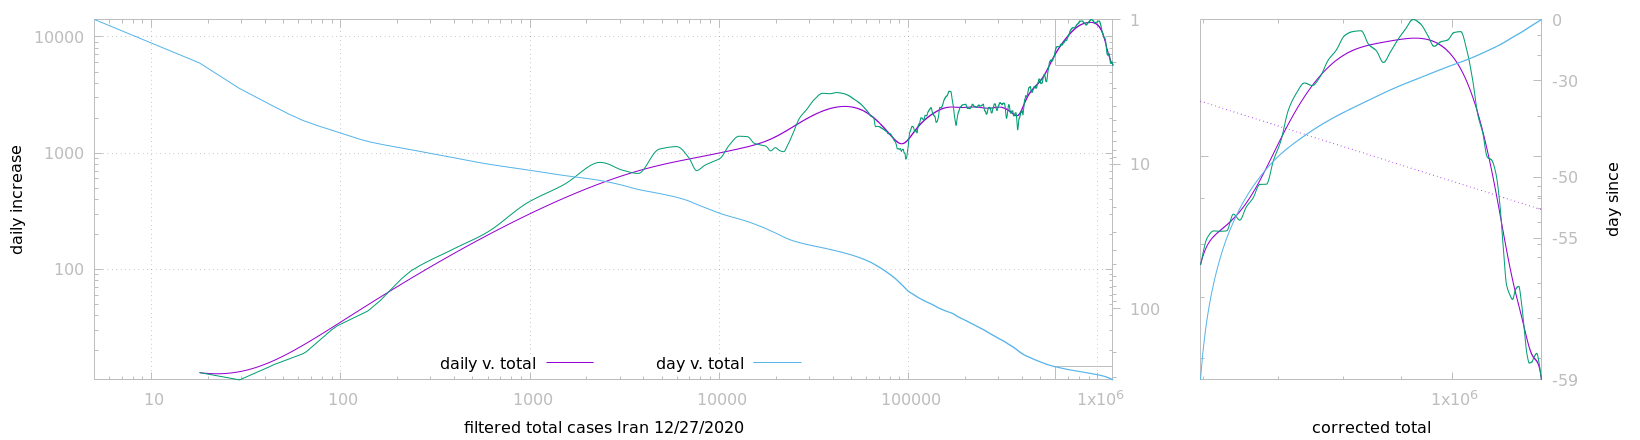 10000
1000
100
daily increase
10
100
1000
10000
100000
1x10^6
filtered total cases Iran 12/27/2020
daily v. total
day v. total
1
10
100
1x10^6
corrected total
0
-30
-50
-55
-59
day since